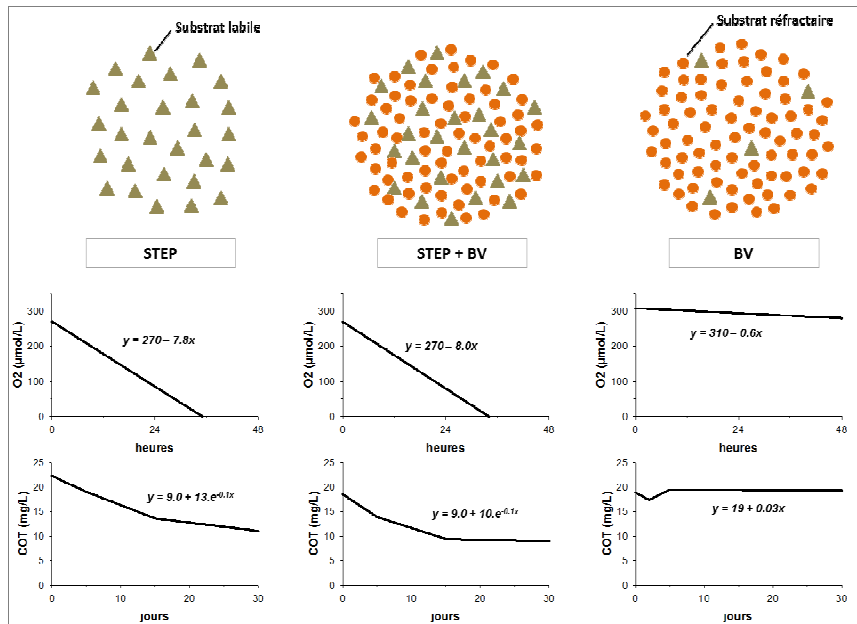 Substrat labile
Substrat réfractaire
STEP
STEP + BV
BV
O2 (µmol/L)
300
200
100
0
y = 270 – 7.8x
0
24
48
heures
O2 (µmol/L)
300
200
100
0
y = 270 – 8.0x
0
24
48
heures
O2 (µmol/L)
300
200
100
0
y = 310 – 0.6x
0
24
48
heures
COT (mg/L)
25
20
15
10
5
0
y = 9.0 + 13.e-0.1x
0
10
20
30
jours
COT (mg/L)
25
20
15
10
5
0
y = 9.0 + 10.e-0.1x
0
10
20
30
jours
COT (mg/L)
25
20
15
10
5
0
y = 19 + 0.03x
0
10
20
30
jours